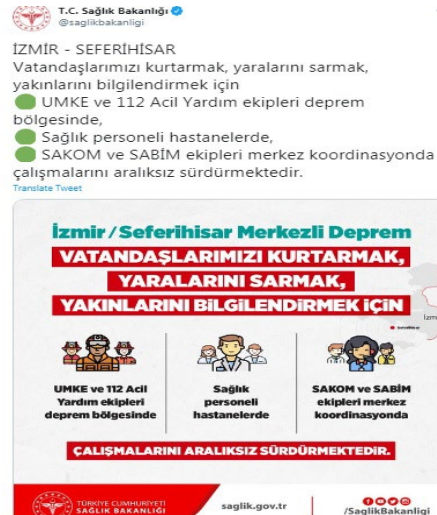 T.C. Sağlık Bakanlığı
@saglikbakanligi
İZMİR - SEFERİHİSAR
Vatandaşlarımızı kurtarmak, yaralarını sarmak,
yakınlarını bilgilendirmek için
UMKE ve 112 Acil Yardım ekipleri deprem
bölgesinde,
Sağlık personeli hastanelerde,
SAKOM ve SABİM ekipleri merkez koordinasyonda
çalışmalarını aralıksız sürdürmektedir.
Translate Tweet
İzmir / Seferihisar Merkezli Deprem
VATANDAŞLARIMIZI KURTARMAK,
YARALARINI SARMAK,
YAKINLARINI BİLGİLENDİRMEK İÇİN
İzm
UMKE ve 112 Acil
Yardım ekipleri
deprem bölgesinde
Sağlık
personeli
hastanelerde
SAKOM ve SABİM
ekipleri merkez
koordinasyonda
ÇALIŞMALARINI ARALIKSIZ SÜRDÜRMEKTEDİR.
TÜRKİYE CUMHURİYETİ
SAĞLIK BAKANLIĞI
saglik.gov.tr
/SaglikBakanligi